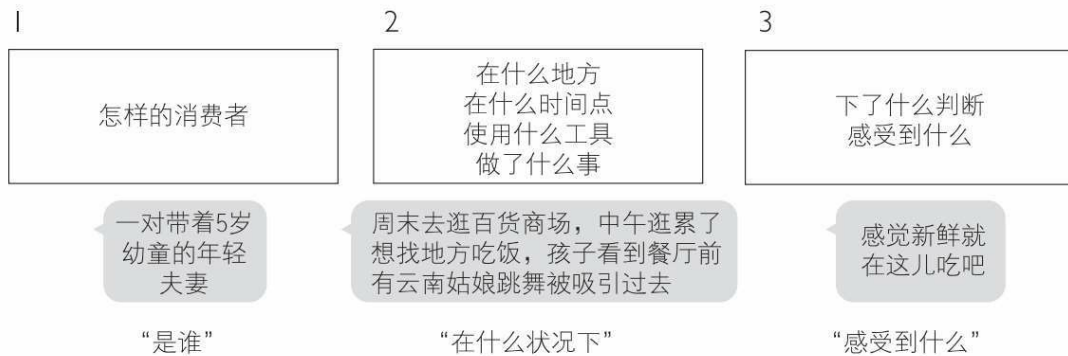 1
怎样的消费者
一对带着5岁
幼童的年轻
夫妻
“是谁”
2
在什么地方
在什么时间点
使用什么工具
做了什么事
周末去逛百货商场，中午逛累了
想找地方吃饭，孩子看到餐厅前
有云南姑娘跳舞被吸引过去
“在什么状况下”
3
下了什么判断
感受到什么
感觉新鲜就
在这儿吃吧
“感受到什么”